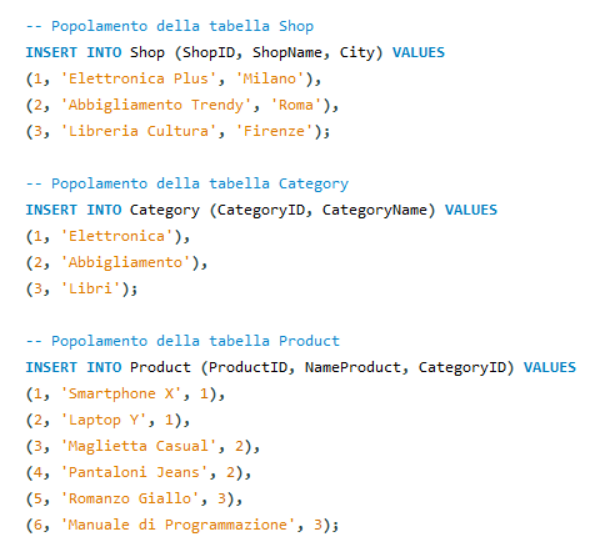 -- Popolamento della tabella Shop
INSERT INTO Shop (ShopID, ShopName, City) VALUES
(1, 'Elettronica Plus', 'Milano'),
(2, 'Abbigliamento Trendy', 'Roma'),
(3, 'Libreria Cultura', 'Firenze');
-- Popolamento della tabella Category
INSERT INTO Category (CategoryID, CategoryName) VALUES
(1, 'Elettronica'),
(2, 'Abbigliamento'),
(3, 'Libri');
-- Popolamento della tabella Product
INSERT INTO Product (ProductID, NameProduct, CategoryID) VALUES
(1, 'Smartphone X', 1),
(2, 'Laptop Y', 1),
(3, 'Maglietta Casual', 2),
(4, 'Pantaloni Jeans', 2),
(5, 'Romanzo Giallo', 3),
(6, 'Manuale di Programmazione', 3);